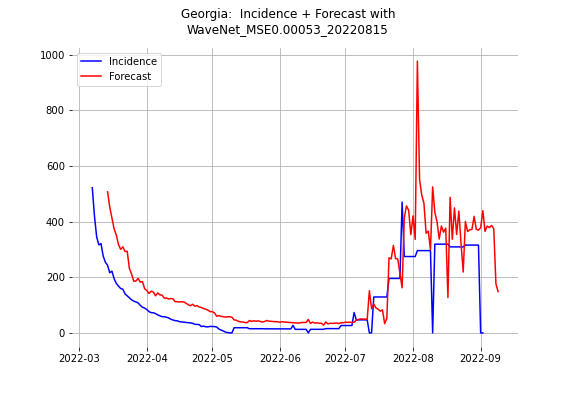 Georgia:  Incidence + Forecast with
WaveNet_MSE0.00053_20220815
Incidence
Forecast
1000
800
600
400
200
0
2022-03 2022-04 2022-05 2022-06 2022-07 2022-08 2022-09